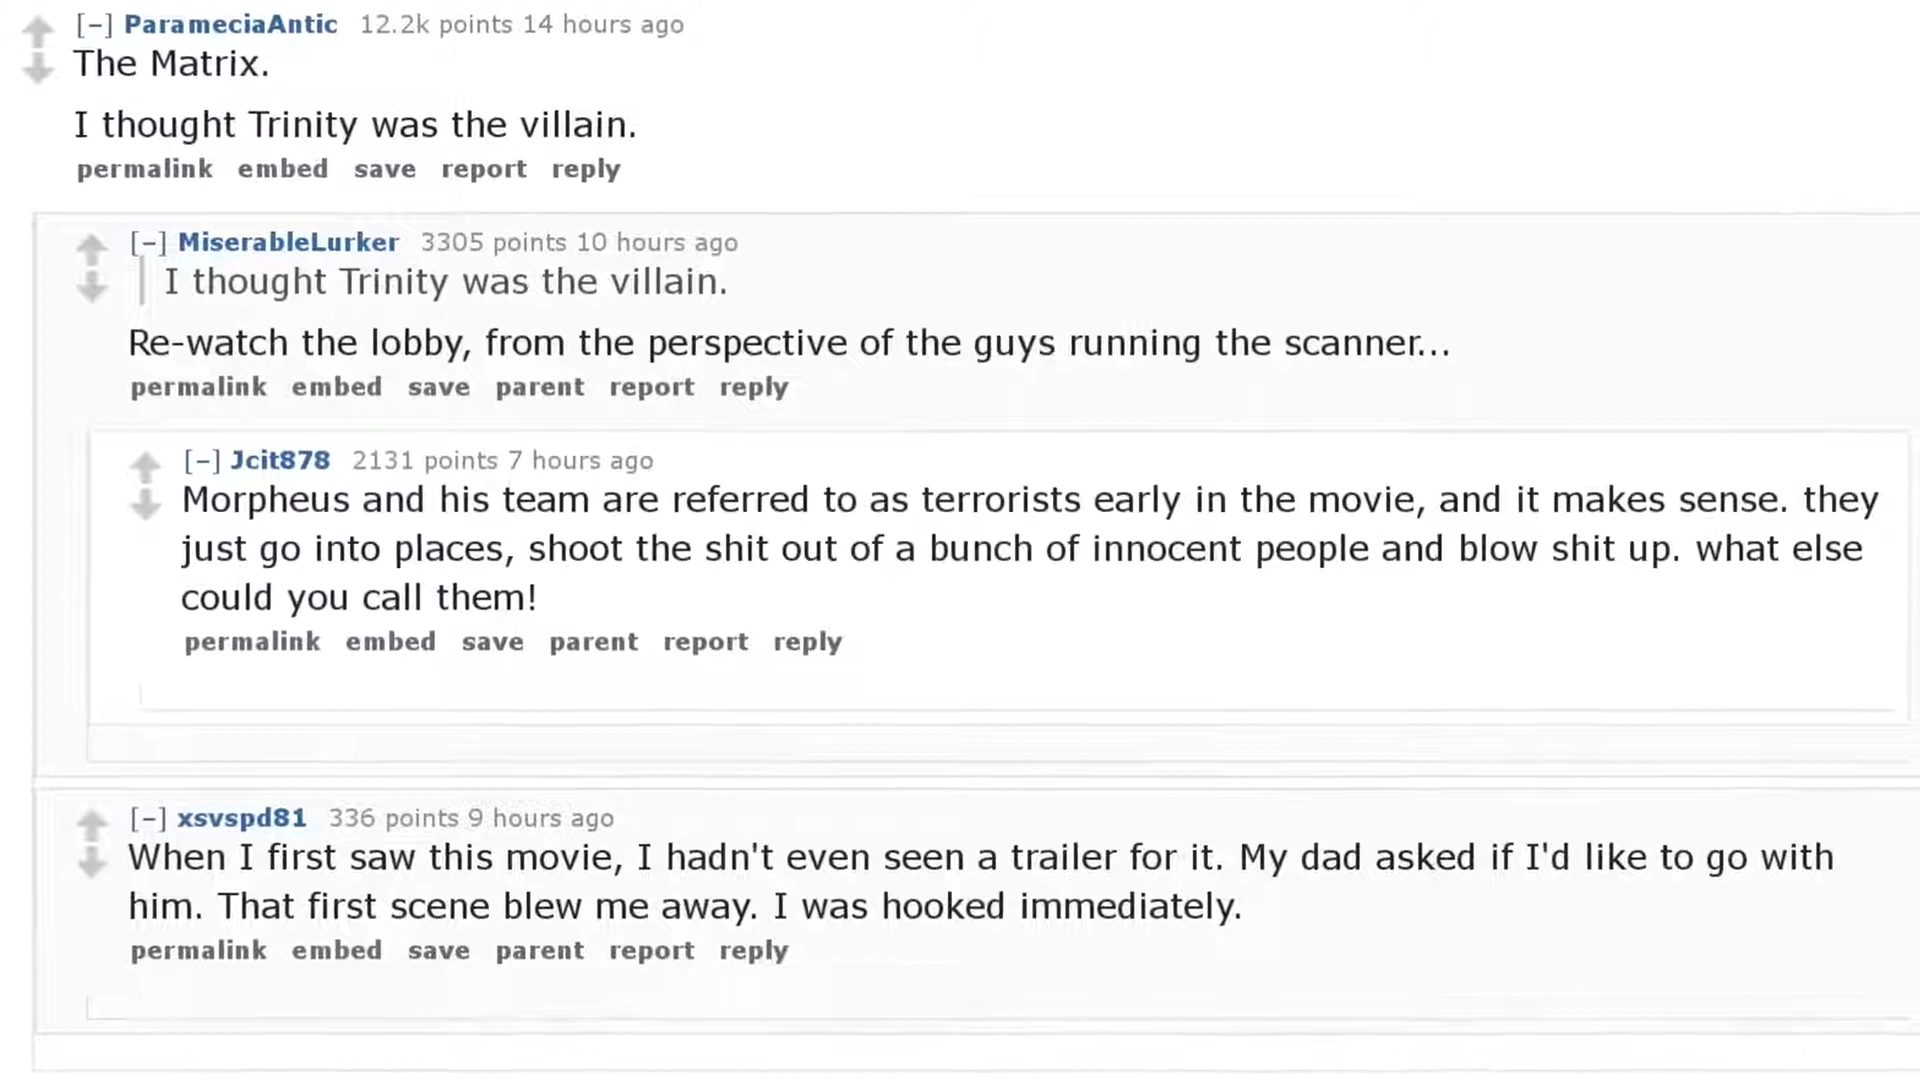 [–] ParameciaAntic 12.2k points 14 hours ago
The Matrix.
I thought Trinity was the villain.
permalink embed save report reply
[–] MiserableLurker 3305 points 10 hours ago
I thought Trinity was the villain.
Re-watch the lobby, from the perspective of the guys running the scanner...
permalink embed save parent report reply
[–] Jcit878 2131 points 7 hours ago
Morpheus and his team are referred to as terrorists early in the movie, and it makes sense. they
just go into places, shoot the shit out of a bunch of innocent people and blow shit up. what else
could you call them!
permalink embed save parent report reply
[–] xsvspd81 336 points 9 hours ago
When I first saw this movie, I hadn't even seen a trailer for it. My dad asked if I'd like to go with
him. That first scene blew me away. I was hooked immediately.
permalink embed save parent report reply